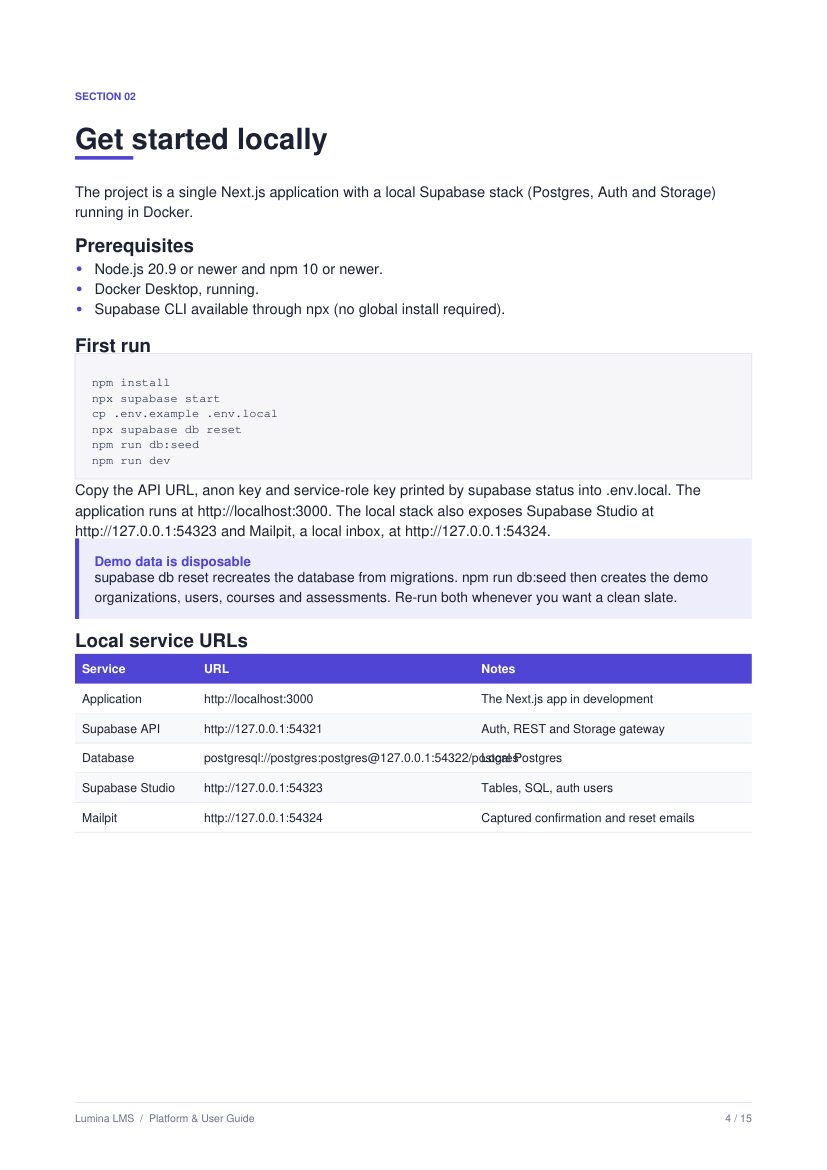 SECTION 02
Get started locally
The project is a single Next.js application with a local Supabase stack (Postgres, Auth and Storage)
running in Docker.
Prerequisites
• Node.js 20.9 or newer and npm 10 or newer.
• Docker Desktop, running.
• Supabase CLI available through npx (no global install required).
First run
npm install
npx supabase start
cp .env.example .env.local
npx supabase db reset
npm run db:seed
npm run dev
Copy the API URL, anon key and service-role key printed by supabase status into .env.local. The
application runs at http://localhost:3000. The local stack also exposes Supabase Studio at
http://127.0.0.1:54323 and Mailpit, a local inbox, at http://127.0.0.1:54324.
Demo data is disposable
supabase db reset recreates the database from migrations. npm run db:seed then creates the demo
organizations, users, courses and assessments. Re-run both whenever you want a clean slate.
Local service URLs
Service URL Notes
Application http://localhost:3000 The Next.js app in development
Supabase API http://127.0.0.1:54321 Auth, REST and Storage gateway
Database postgresql://postgres:postgres@127.0.0.1:54322/postgres Local Postgres
Supabase Studio http://127.0.0.1:54323 Tables, SQL, auth users
Mailpit http://127.0.0.1:54324 Captured confirmation and reset emails
Lumina LMS / Platform & User Guide 4 / 15